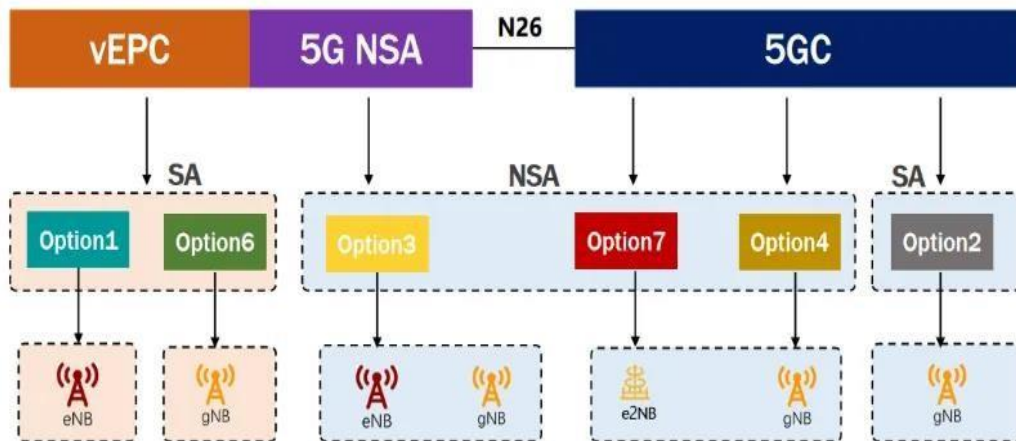 vEPC
5G NSA
N26
5GC
SA
NSA
SA
Option1
Option6
Option3
Option7
Option4
Option2
eNB
gNB
eNB
gNB
e2NB
gNB
gNB